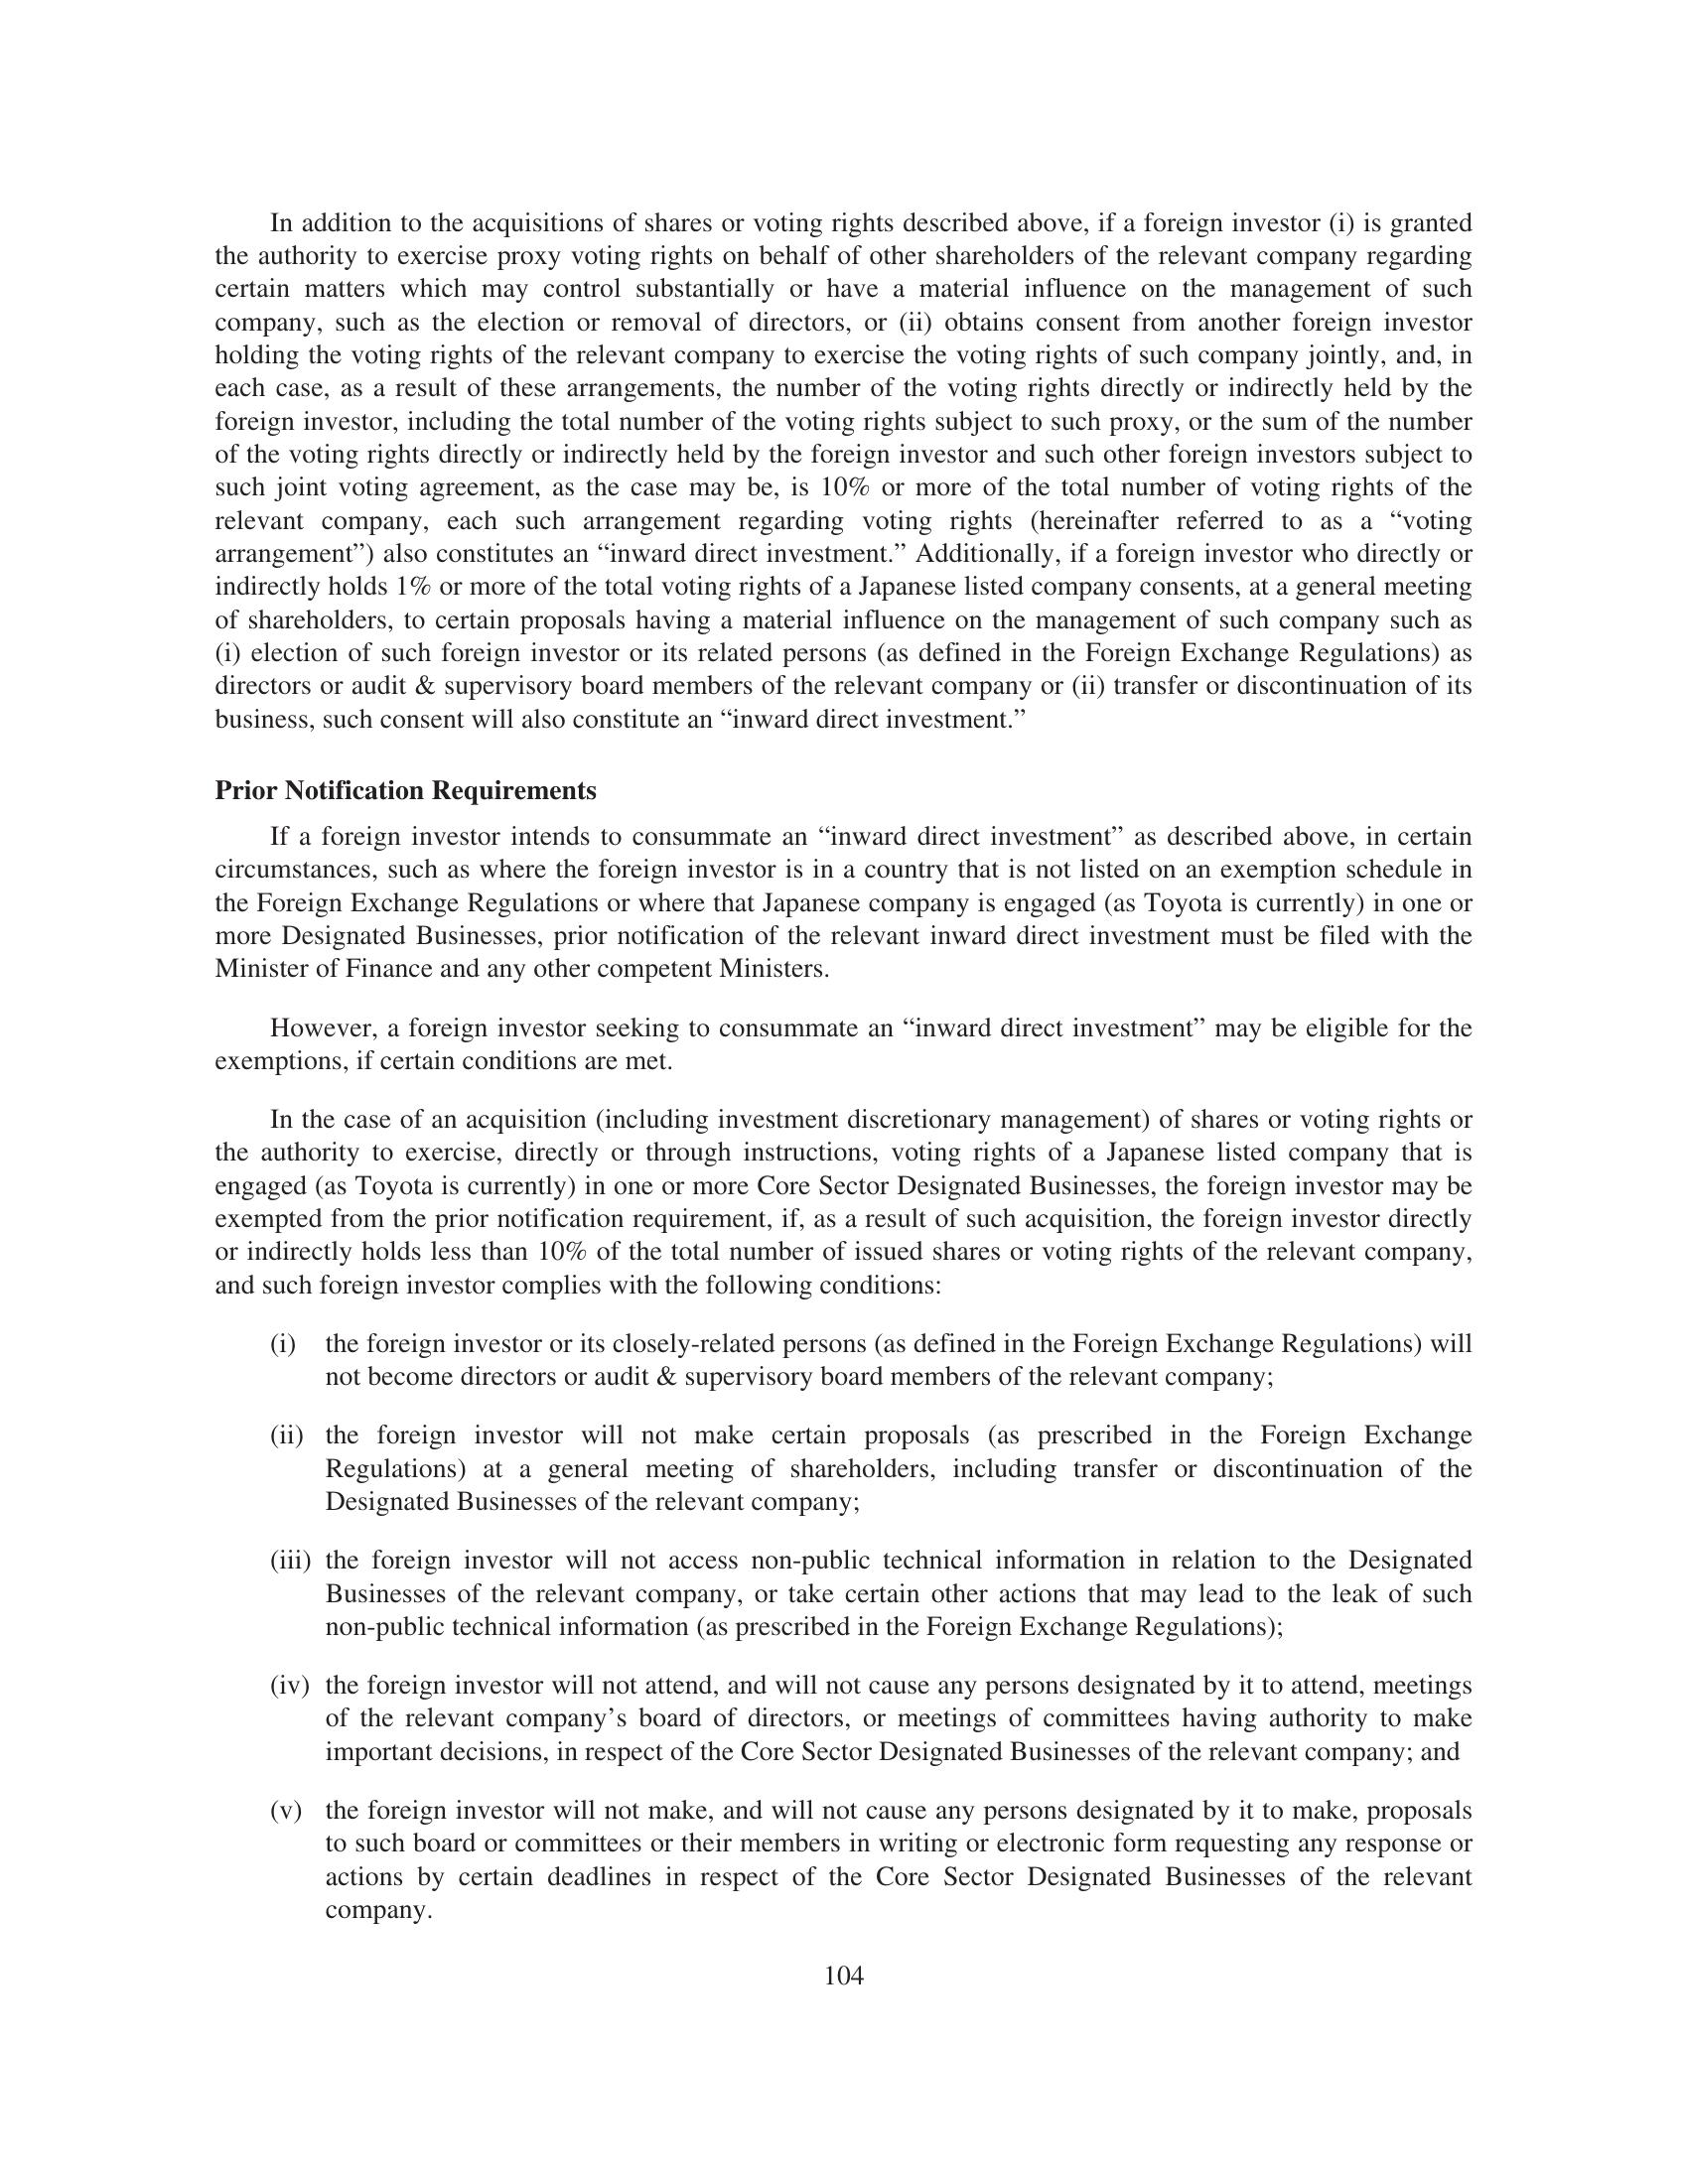 In addition to the acquisitions of shares or voting rights described above, if a foreign investor (i) is granted
the authority to exercise proxy voting rights on behalf of other shareholders of the relevant company regarding
certain matters which may control substantially or have a material influence on the management of such
company, such as the election or removal of directors, or (ii) obtains consent from another foreign investor
holding the voting rights of the relevant company to exercise the voting rights of such company jointly, and, in
each case, as a result of these arrangements, the number of the voting rights directly or indirectly held by the
foreign investor, including the total number of the voting rights subject to such proxy, or the sum of the number
of the voting rights directly or indirectly held by the foreign investor and such other foreign investors subject to
such joint voting agreement, as the case may be, is 10% or more of the total number of voting rights of the
relevant company, each such arrangement regarding voting rights (hereinafter referred to as a “voting
arrangement”) also constitutes an “inward direct investment.” Additionally, if a foreign investor who directly or
indirectly holds 1% or more of the total voting rights of a Japanese listed company consents, at a general meeting
of shareholders, to certain proposals having a material influence on the management of such company such as
(i) election of such foreign investor or its related persons (as defined in the Foreign Exchange Regulations) as
directors or audit & supervisory board members of the relevant company or (ii) transfer or discontinuation of its
business, such consent will also constitute an “inward direct investment.”
Prior Notification Requirements
If a foreign investor intends to consummate an “inward direct investment” as described above, in certain
circumstances, such as where the foreign investor is in a country that is not listed on an exemption schedule in
the Foreign Exchange Regulations or where that Japanese company is engaged (as Toyota is currently) in one or
more Designated Businesses, prior notification of the relevant inward direct investment must be filed with the
Minister of Finance and any other competent Ministers.
However, a foreign investor seeking to consummate an “inward direct investment” may be eligible for the
exemptions, if certain conditions are met.
In the case of an acquisition (including investment discretionary management) of shares or voting rights or
the authority to exercise, directly or through instructions, voting rights of a Japanese listed company that is
engaged (as Toyota is currently) in one or more Core Sector Designated Businesses, the foreign investor may be
exempted from the prior notification requirement, if, as a result of such acquisition, the foreign investor directly
or indirectly holds less than 10% of the total number of issued shares or voting rights of the relevant company,
and such foreign investor complies with the following conditions:
(i) the foreign investor or its closely-related persons (as defined in the Foreign Exchange Regulations) will
not become directors or audit & supervisory board members of the relevant company;
(ii) the foreign investor will not make certain proposals (as prescribed in the Foreign Exchange
Regulations) at a general meeting of shareholders, including transfer or discontinuation of the
Designated Businesses of the relevant company;
(iii) the foreign investor will not access non-public technical information in relation to the Designated
Businesses of the relevant company, or take certain other actions that may lead to the leak of such
non-public technical information (as prescribed in the Foreign Exchange Regulations);
(iv) the foreign investor will not attend, and will not cause any persons designated by it to attend, meetings
of the relevant company’s board of directors, or meetings of committees having authority to make
important decisions, in respect of the Core Sector Designated Businesses of the relevant company; and
(v) the foreign investor will not make, and will not cause any persons designated by it to make, proposals
to such board or committees or their members in writing or electronic form requesting any response or
actions by certain deadlines in respect of the Core Sector Designated Businesses of the relevant
company.
104